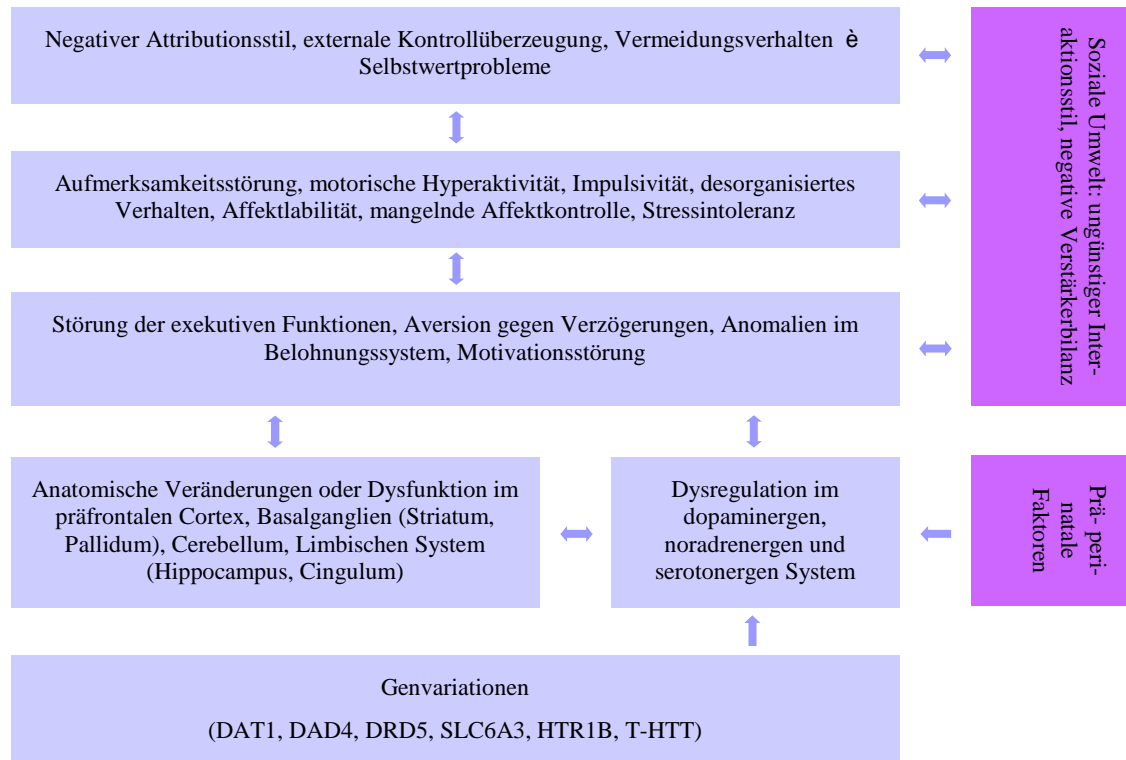 Negativer Attributionsstil, externale Kontrollüberzeugung, Vermeidungsverhalten è
Selbstwertprobleme
Soziale Umwelt: ungünstiger Inter-
aktionsstil, negative Verstärkerbilanz
Aufmerksamkeitsstörung, motorische Hyperaktivität, Impulsivität, desorganisiertes
Verhalten, Affektlabilität, mangelnde Affektkontrolle, Stressintoleranz
Störung der exekutiven Funktionen, Aversion gegen Verzögerungen, Anomalien im
Belohnungssystem, Motivationsstörung
Anatomische Veränderungen oder Dysfunktion im
präfrontalen Cortex, Basalganglien (Striatum,
Pallidum), Cerebellum, Limbischen System
(Hippocampus, Cingulum)
Dysregulation im
dopaminergen,
noradrenergen und
serotonergen System
Prä- peri-
natale
Faktoren
Genvariationen
(DAT1, DAD4, DRD5, SLC6A3, HTR1B, T-HTT)